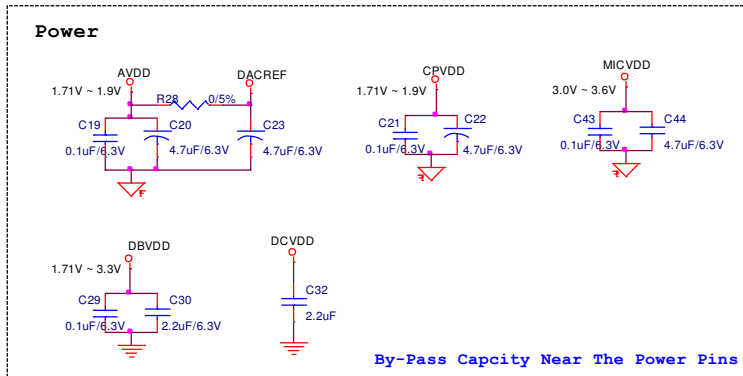 Power
AVDD
DACREF
1.71V ~ 1.9V
R28
0/5%
C19
0.1uF/6.3V
C20
4.7uF/6.3V
C23
4.7uF/6.3V
CPVDD
1.71V ~ 1.9V
C21
0.1uF/6.3V
C22
4.7uF/6.3V
MICVDD
3.0V ~ 3.6V
C43
0.1uF/6.3V
C44
4.7uF/6.3V
DBVDD
1.71V ~ 3.3V
C29
0.1uF/6.3V
C30
2.2uF/6.3V
DCVDD
C32
2.2uF
By-Pass Capcity Near The Power Pins